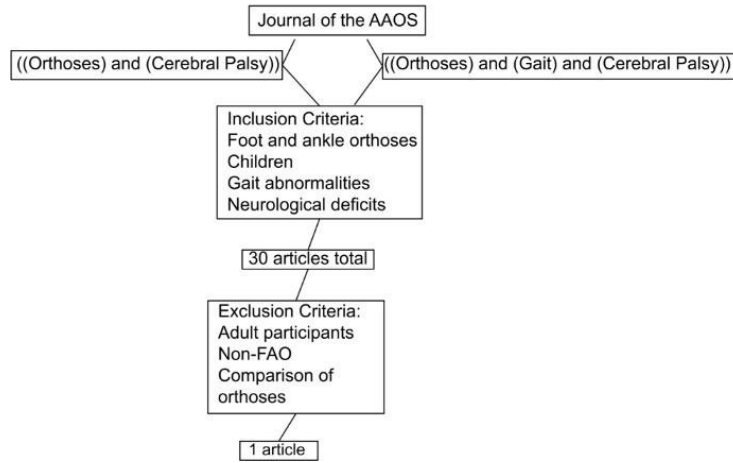 Journal of the AAOS
((Orthoses) and (Cerebral Palsy))
((Orthoses) and (Gait) and (Cerebral Palsy))
Inclusion Criteria:
Foot and ankle orthoses
Children
Gait abnormalities
Neurological deficits
30 articles total
Exclusion Criteria:
Adult participants
Non-FAO
Comparison of
orthoses
1 article